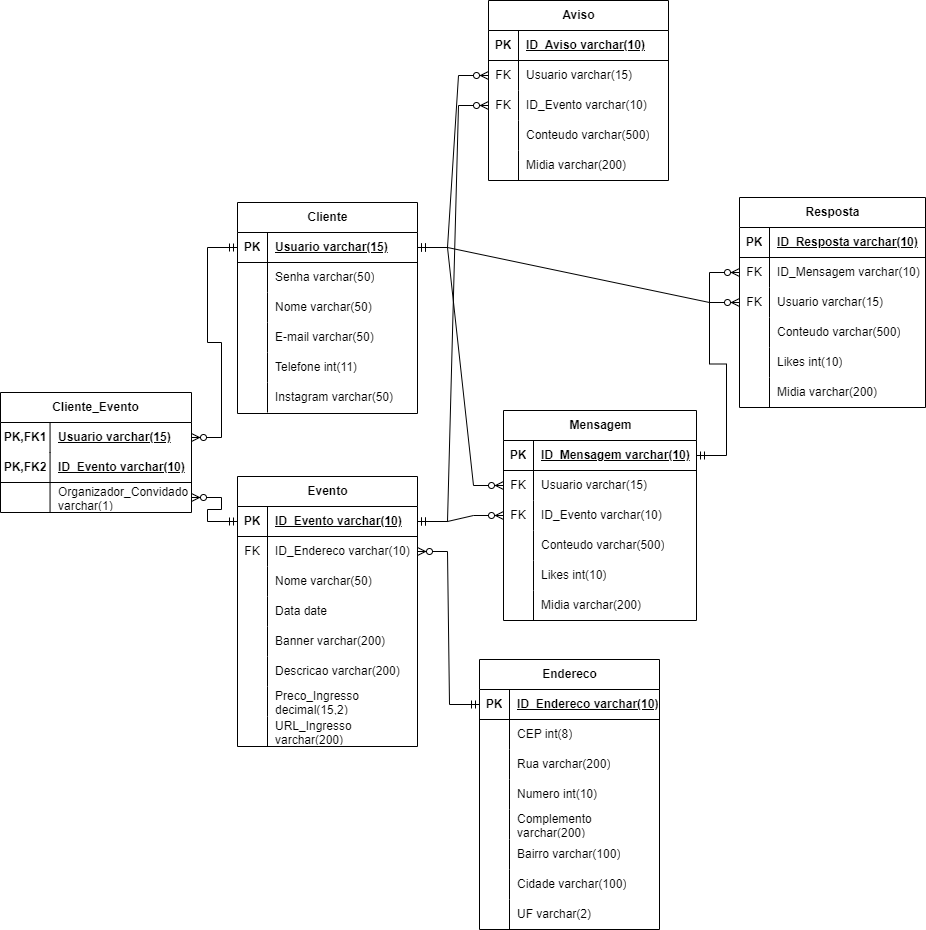 Aviso
PK ID_Aviso varchar(10)
FK Usuario varchar(15)
FK ID_Evento varchar(10)
Conteudo varchar(500)
Midia varchar(200)
Cliente
PK Usuario varchar(15)
Senha varchar(50)
Nome varchar(50)
E-mail varchar(50)
Telefone int(11)
Instagram varchar(50)
Resposta
PK ID_Resposta varchar(10)
FK ID_Mensagem varchar(10)
FK Usuario varchar(15)
Conteudo varchar(500)
Likes int(10)
Midia varchar(200)
Cliente_Evento
PK,FK1 Usuario varchar(15)
PK,FK2 ID_Evento varchar(10)
Organizador_Convidado
varchar(1)
Mensagem
PK ID_Mensagem varchar(10)
FK Usuario varchar(15)
FK ID_Evento varchar(10)
Conteudo varchar(500)
Likes int(10)
Midia varchar(200)
Evento
PK ID_Evento varchar(10)
FK ID_Endereco varchar(10)
Nome varchar(50)
Data date
Banner varchar(200)
Descricao varchar(200)
Preco_Ingresso
decimal(15,2)
URL_Ingresso
varchar(200)
Endereco
PK ID_Endereco varchar(10)
CEP int(8)
Rua varchar(200)
Numero int(10)
Complemento
varchar(200)
Bairro varchar(100)
Cidade varchar(100)
UF varchar(2)